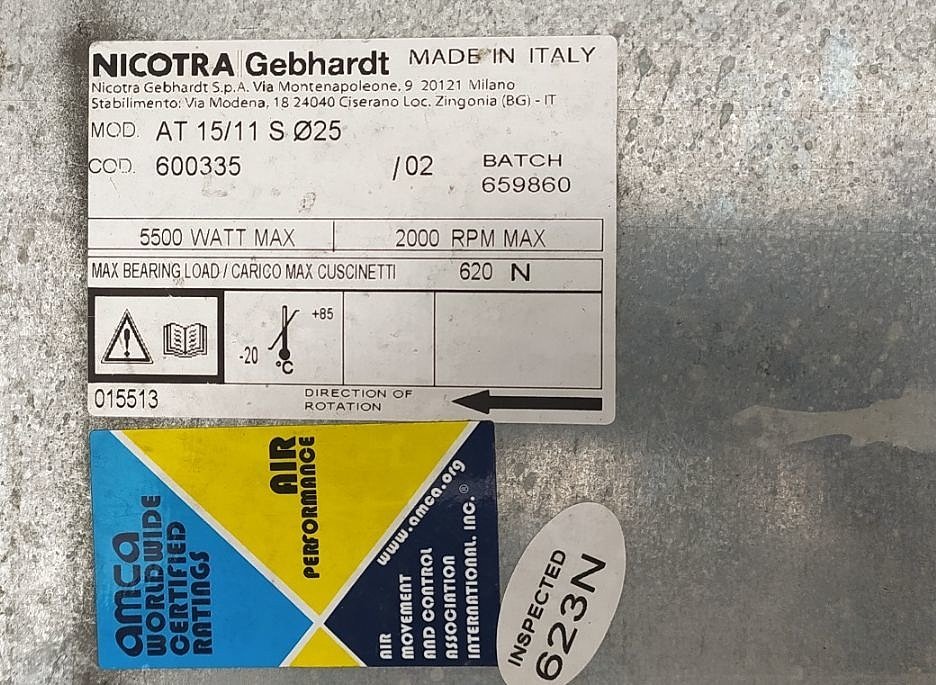 NICOTRA Gebhardt MADE IN ITALY
Nicotra Gebhardt S.p.A. Via Montenapoleone, 9 20121 Milano
Stabilimento: Via Modena, 18 24040 Ciserano Loc. Zingonia (BG) - IT
MOD. AT 15/11 S Ø25
COD. 600335 /02 BATCH
659860
5500 WATT MAX 2000 RPM MAX
MAX BEARING LOAD / CARICO MAX CUSCINETTI 620 N
+85
-20
°C
015513 DIRECTION OF
ROTATION
amca
WORLDWIDE
CERTIFIED
RATINGS
AIR
PERFORMANCE
www.amca.org
AIR
MOVEMENT
AND CONTROL
ASSOCIATION
INTERNATIONAL, INC.®
INSPECTED
623N